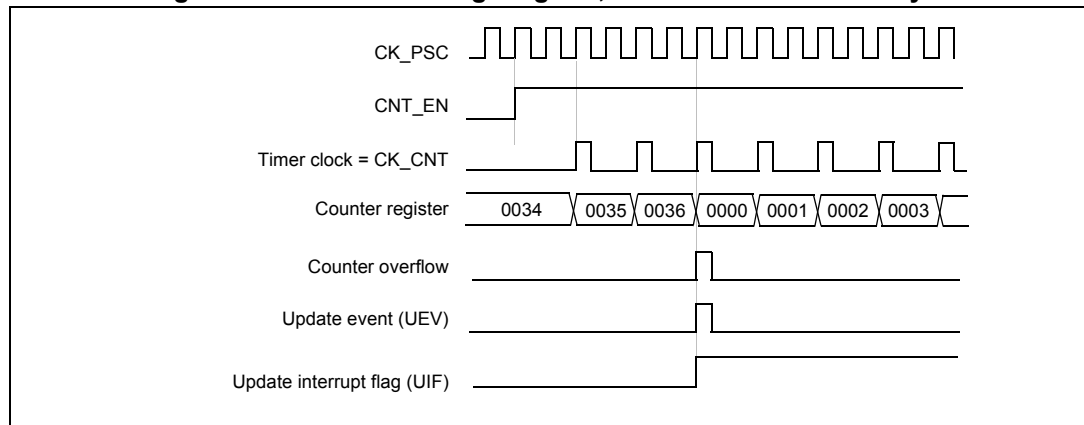 CK_PSC
CNT_EN
Timer clock = CK_CNT
Counter register 0034 0035 0036 0000 0001 0002 0003
Counter overflow
Update event (UEV)
Update interrupt flag (UIF)